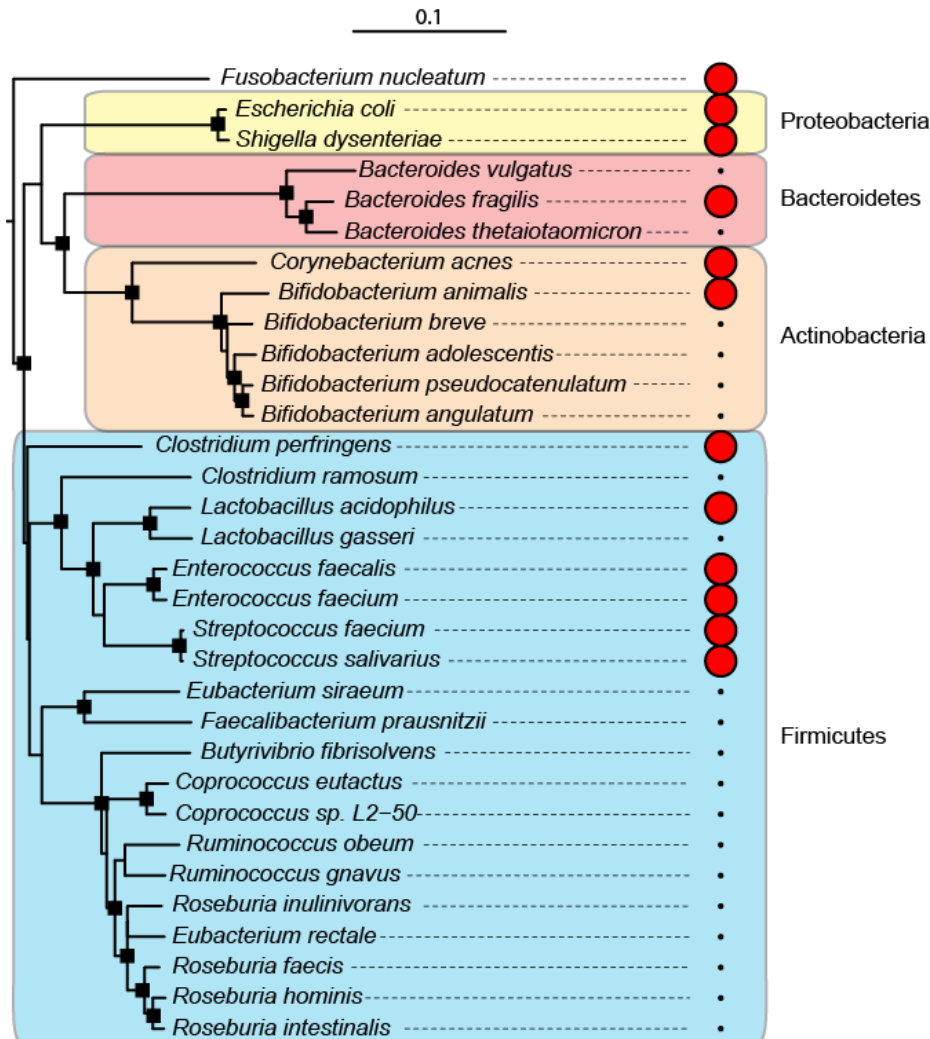 0.1
Fusobacterium nucleatum
Escherichia coli
Proteobacteria
Shigella dysenteriae
Bacteroides vulgatus
Bacteroides fragilis
Bacteroidetes
Bacteroides thetaiotaomicron
Corynebacterium acnes
Bifidobacterium animalis
Bifidobacterium breve
Actinobacteria
Bifidobacterium adolescentis
Bifidobacterium pseudocatenulatum
Bifidobacterium angulatum
Clostridium perfringens
Clostridium ramosum
Lactobacillus acidophilus
Lactobacillus gasseri
Enterococcus faecalis
Enterococcus faecium
Streptococcus faecium
Streptococcus salivarius
Eubacterium siraeum
Faecalibacterium prausnitzii
Firmicutes
Butyrivibrio fibrisolvens
Coprococcus eutactus
Coprococcus sp. L2−50
Ruminococcus obeum
Ruminococcus gnavus
Roseburia inulinivorans
Eubacterium rectale
Roseburia faecis
Roseburia hominis
Roseburia intestinalis